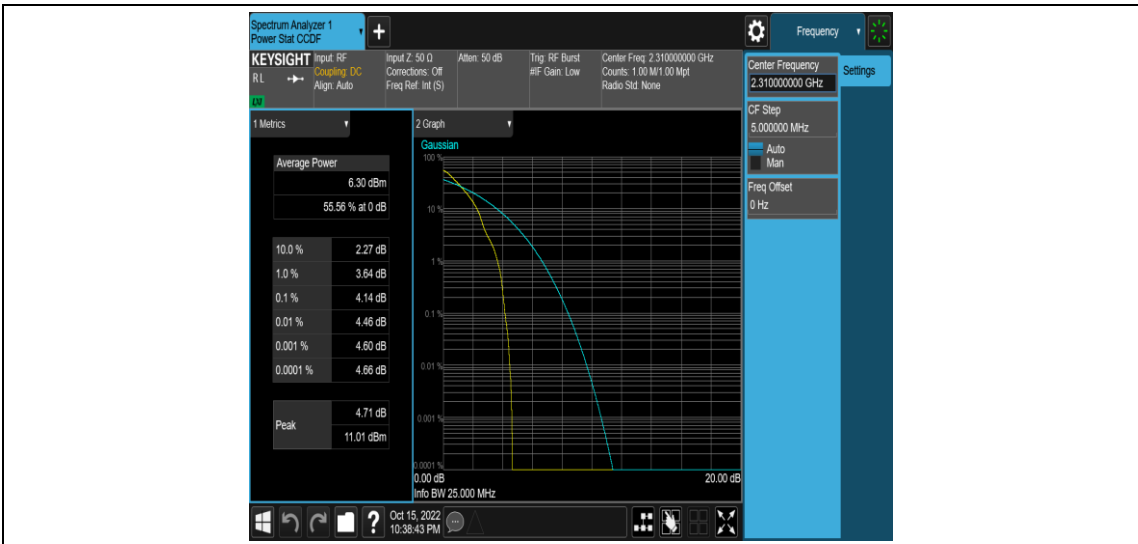 Spectrum Analyzer 1
Power Stat CCDF
+
Frequency
KEYSIGHT
RL
LXI
Input: RF
Coupling: DC
Align: Auto
Input Z: 50 Ω
Corrections: Off
Freq Ref: Int (S)
Atten: 50 dB
Trig: RF Burst
#IF Gain: Low
Center Freq: 2.310000000 GHz
Counts: 1.00 M/1.00 Mpt
Radio Std: None
Center Frequency
2.310000000 GHz
Settings
CF Step
5.000000 MHz
Auto
Man
Freq Offset
0 Hz
1 Metrics
Average Power
6.30 dBm
55.56 % at 0 dB
10.0 % 2.27 dB
1.0 % 3.64 dB
0.1 % 4.14 dB
0.01 % 4.46 dB
0.001 % 4.60 dB
0.0001 % 4.66 dB
Peak
4.71 dB
11.01 dBm
2 Graph
Gaussian
100 %
10 %
1 %
0.1 %
0.01 %
0.001 %
0.0001 %
0.00 dB 20.00 dB
Info BW 25.000 MHz
?
Oct 15, 2022
10:38:43 PM